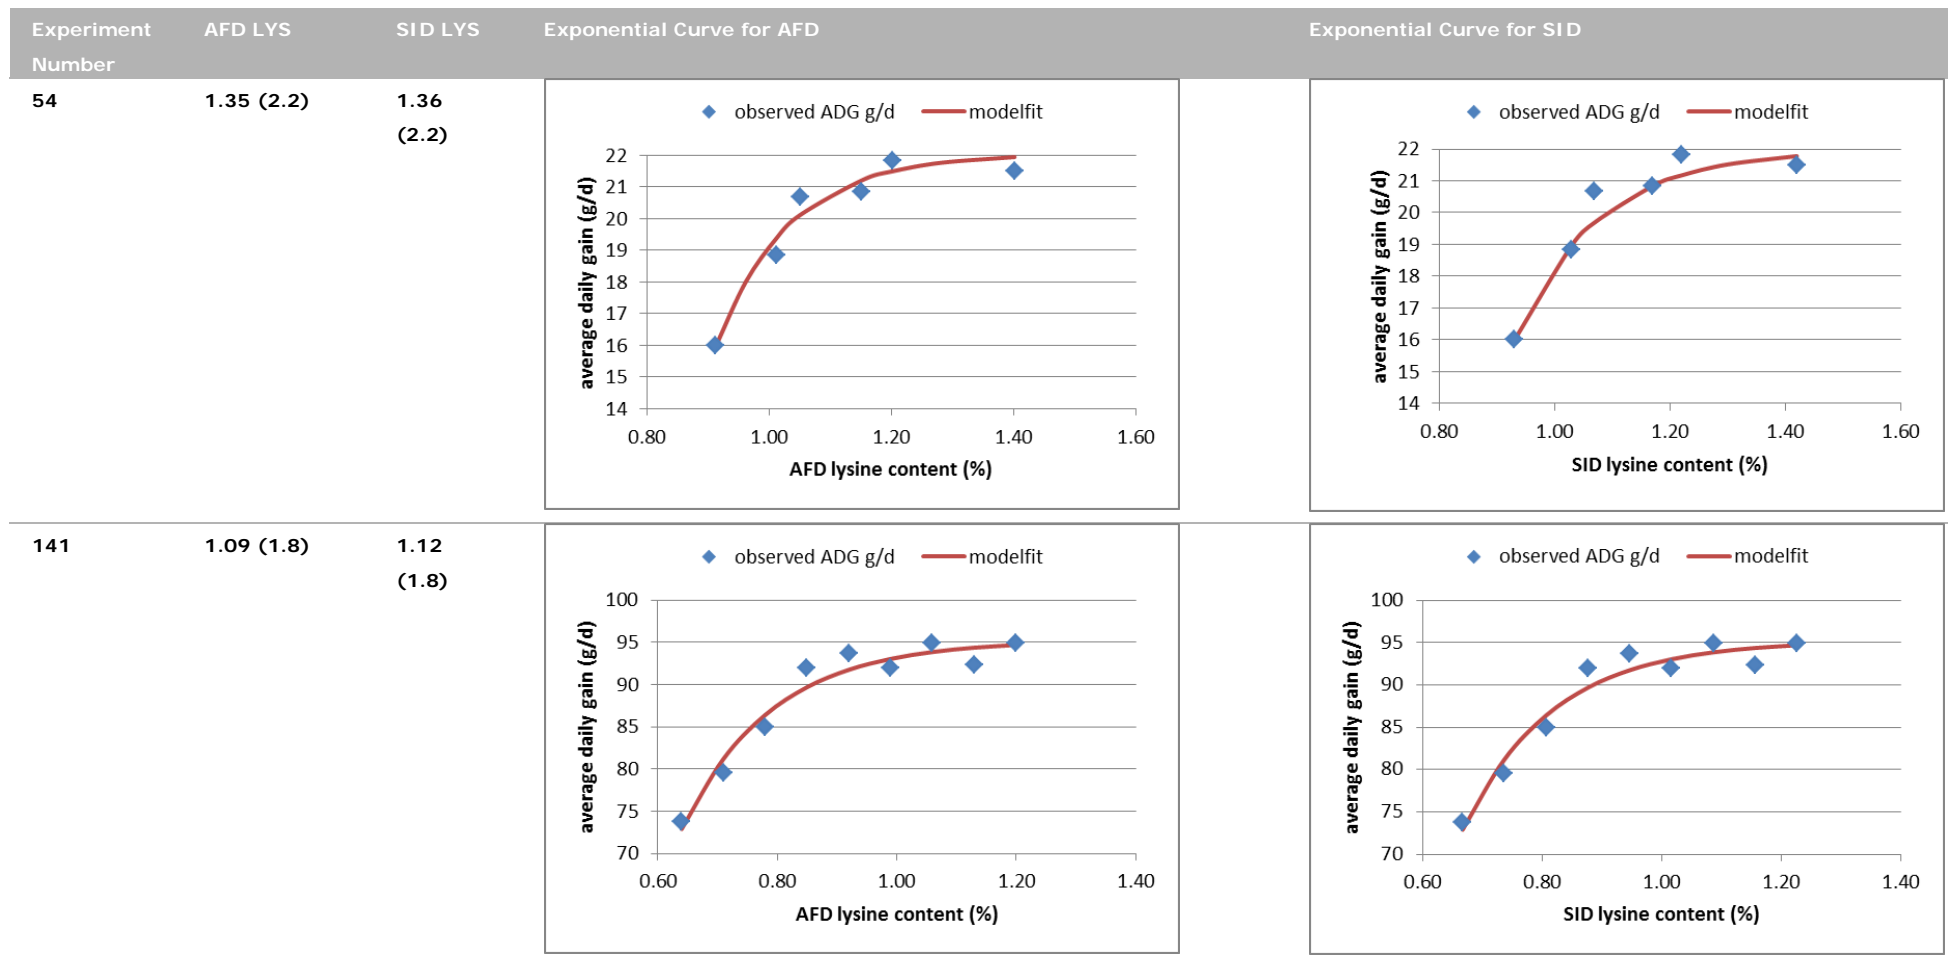 Experiment Number AFD LYS SID LYS Exponential Curve for AFD Exponential Curve for SID
54 1.35 (2.2) 1.36 (2.2)
observed ADG g/d modelfit
average daily gain (g/d)
22
21
20
19
18
17
16
15
14
0.80 1.00 1.20 1.40 1.60
AFD lysine content (%)
observed ADG g/d modelfit
average daily gain (g/d)
22
21
20
19
18
17
16
15
14
0.80 1.00 1.20 1.40 1.60
SID lysine content (%)
141 1.09 (1.8) 1.12 (1.8)
observed ADG g/d modelfit
average daily gain (g/d)
100
95
90
85
80
75
70
0.60 0.80 1.00 1.20 1.40
AFD lysine content (%)
observed ADG g/d modelfit
average daily gain (g/d)
100
95
90
85
80
75
70
0.60 0.80 1.00 1.20 1.40
SID lysine content (%)